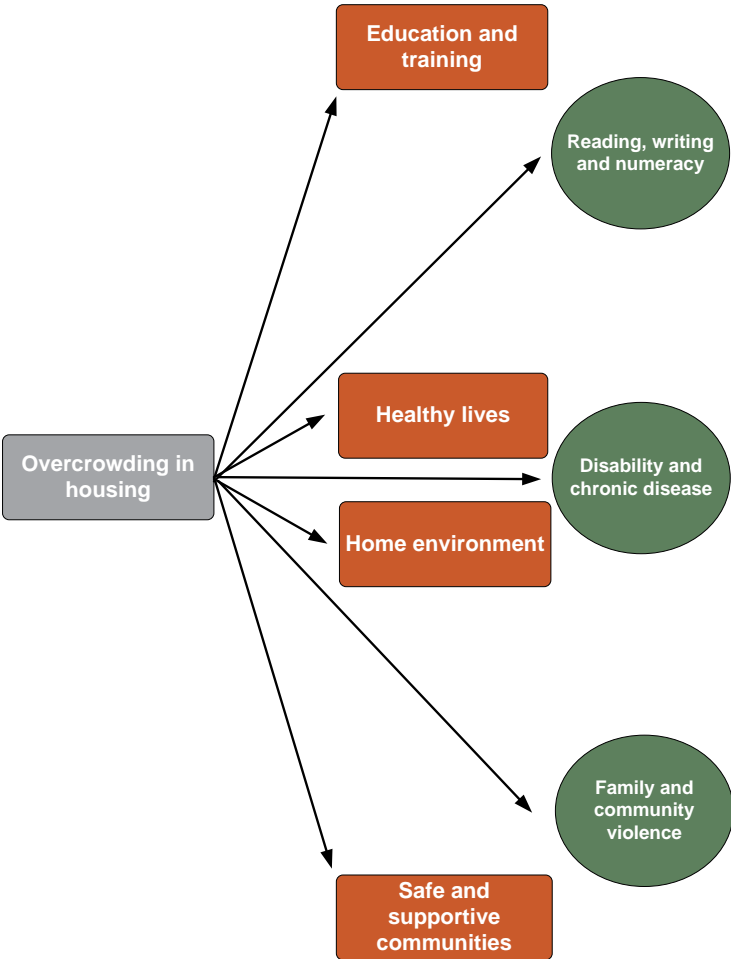 Education and
training
Reading, writing
and numeracy
Healthy lives
Overcrowding in
housing
Disability and
chronic disease
Home environment
Family and
community
violence
Safe and
supportive
communities